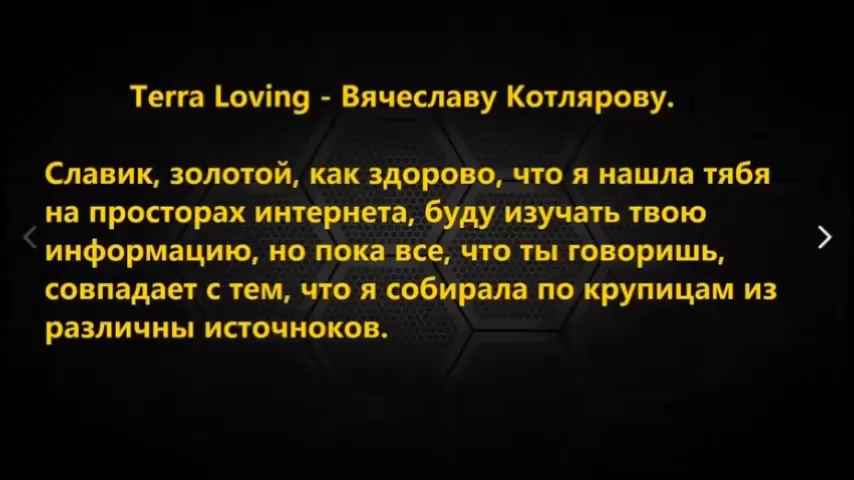 Terra Loving - Вячеславу Котлярову.
Славик, золотой, как здорово, что я нашла тябя
на просторах интернета, буду изучать твою
информацию, но пока все, что ты говоришь,
совпадает с тем, что я собирала по крупицам из
различны источноков.